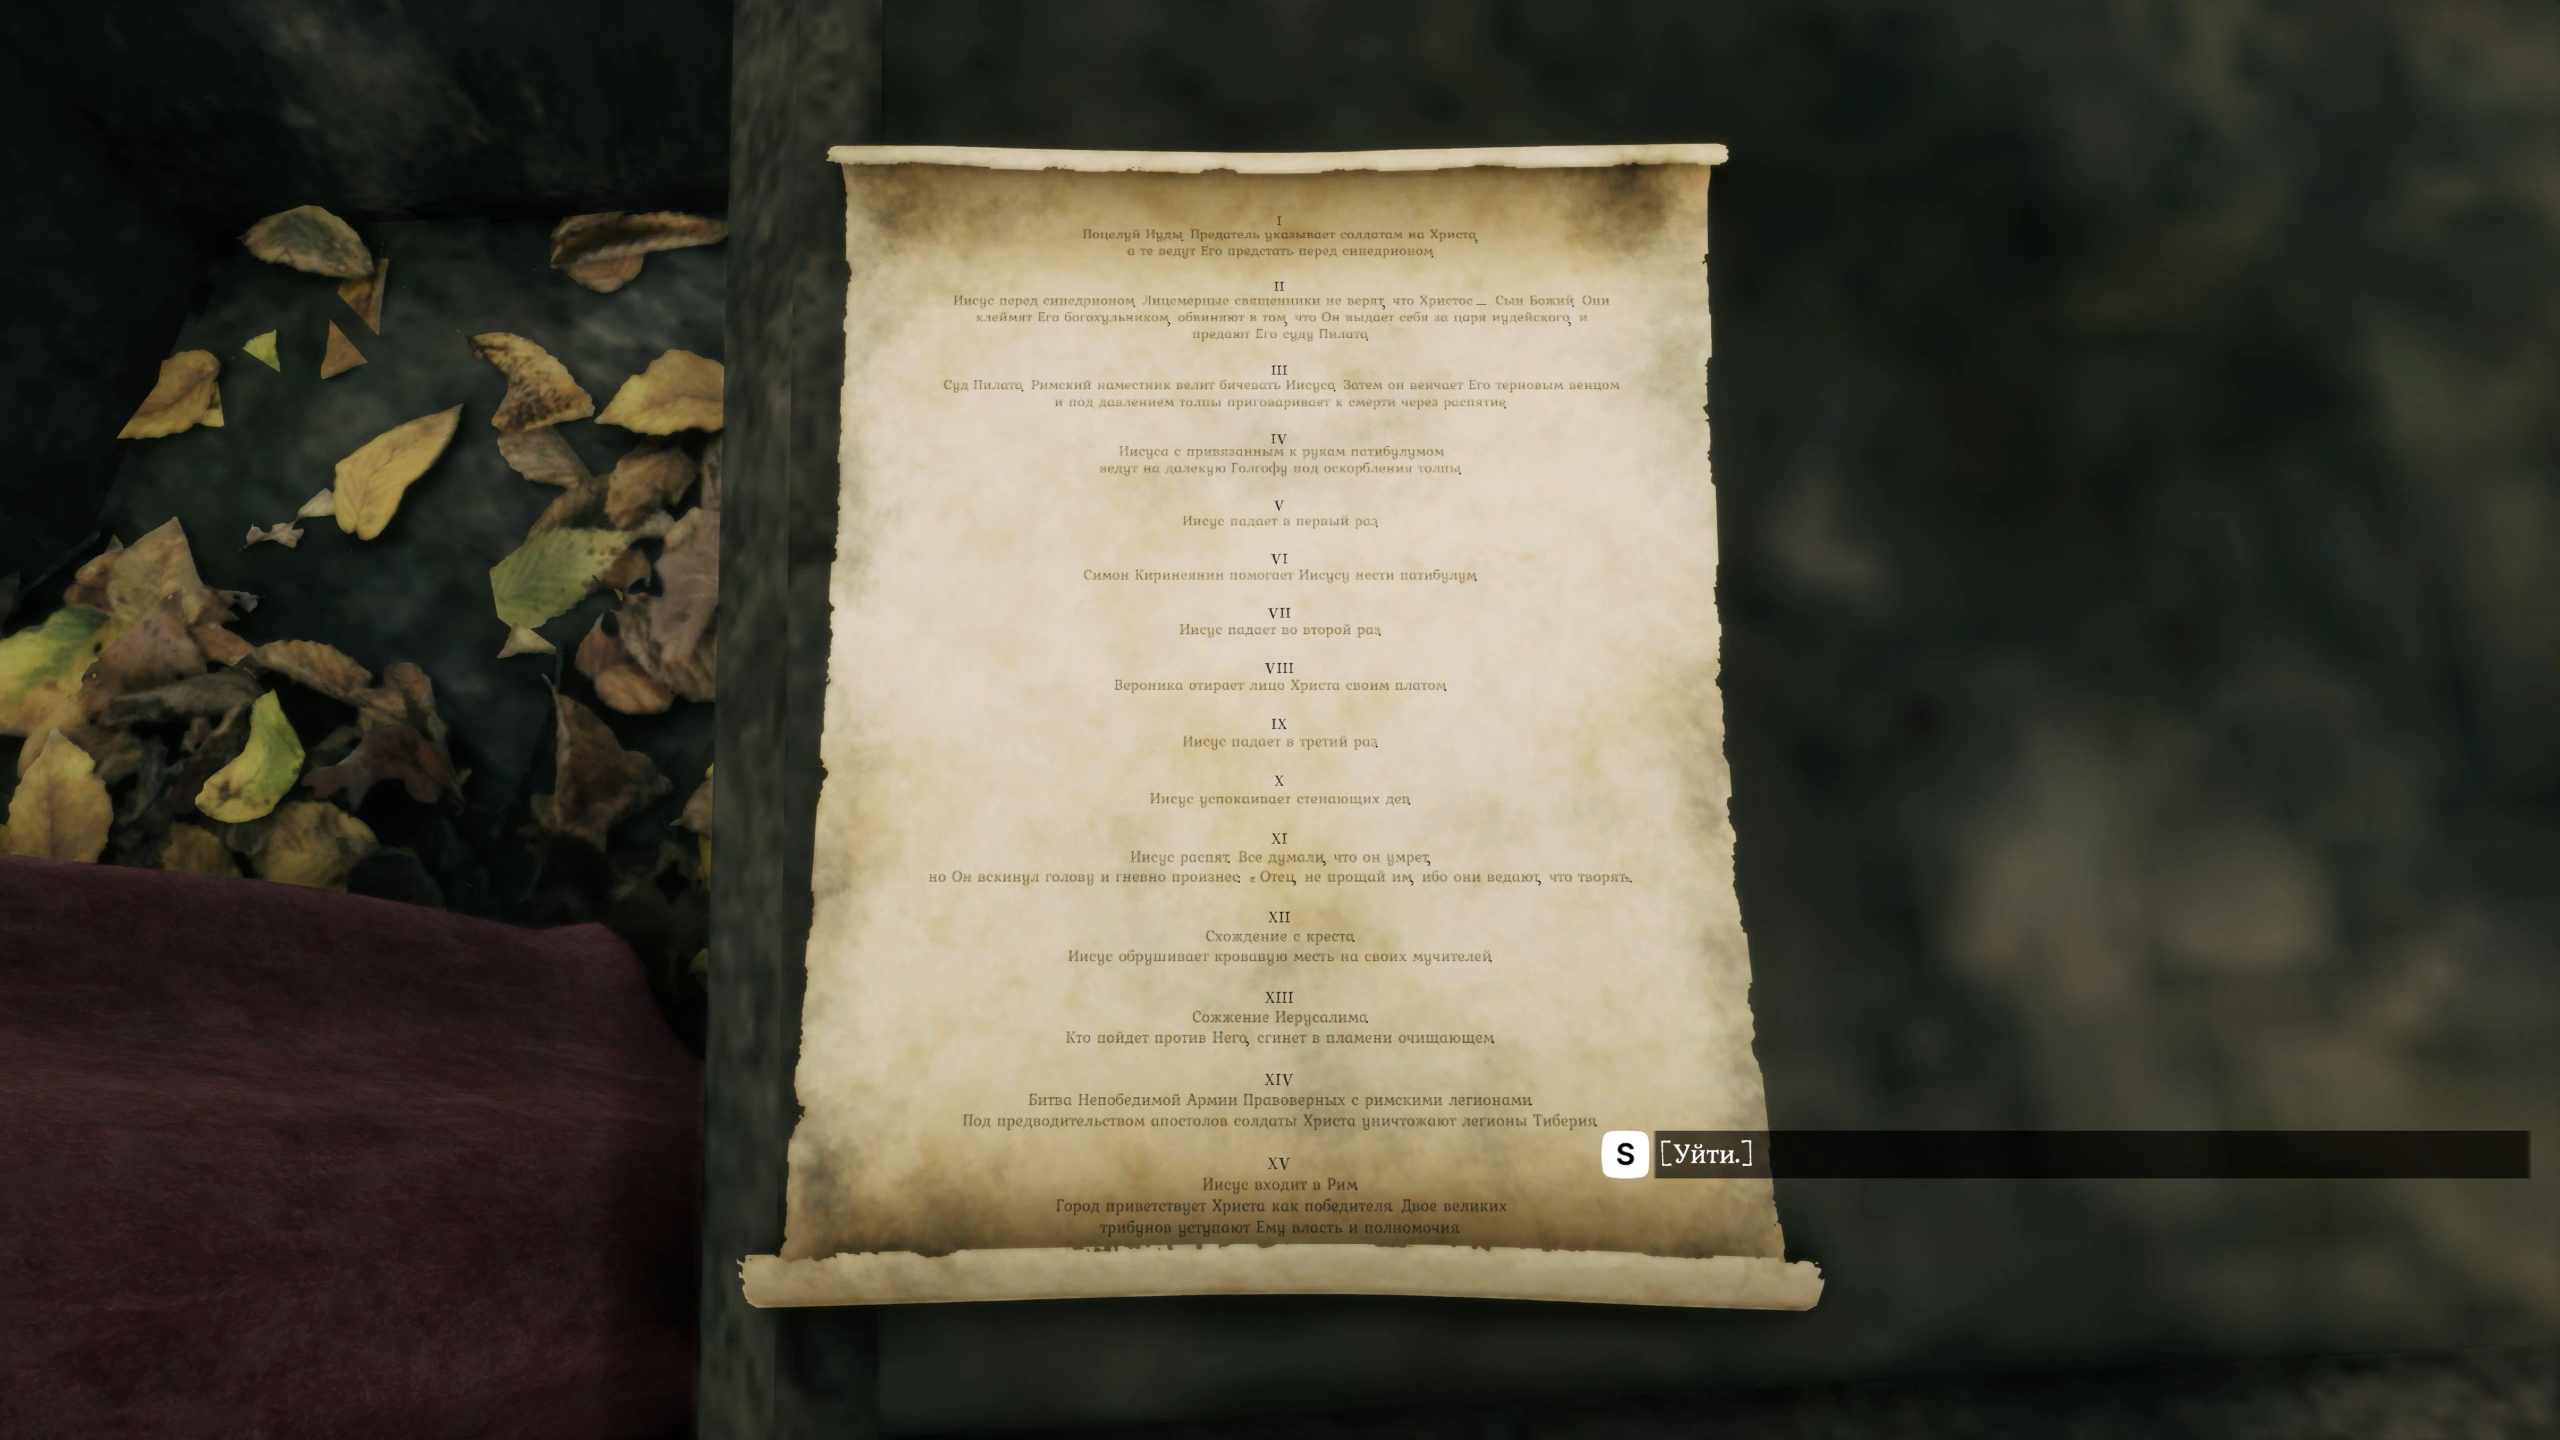 I
Поцелуй Иуды. Предатель указывает солдатам на Христа,
а те ведут Его предстать перед синедрионом.
II
Иисус перед синедрионом. Лицемерные священники не верят, что Христос — Сын Божий. Они
клеймят Его богохульником, обвиняют в том, что Он выдает себя за царя иудейского, и
предают Его суду Пилата.
III
Суд Пилата. Римский наместник велит бичевать Иисуса. Затем он венчает Его терновым венцом
и под давлением толпы приговаривает к смерти через распятие.
IV
Иисуса с привязанным к рукам патибулумом
ведут на далекую Голгофу под оскорбления толпы.
V
Иисус падает в первый раз.
VI
Симон Киринеянин помогает Иисусу нести патибулум.
VII
Иисус падает во второй раз.
VIII
Вероника отирает лицо Христа своим платом.
IX
Иисус падает в третий раз.
X
Иисус успокаивает стенающих дев.
XI
Иисус распят. Все думали, что он умрет,
но Он вскинул голову и гневно произнес: «Отец, не прощай им, ибо они ведают, что творят».
XII
Схождение с креста.
Иисус обрушивает кровавую месть на своих мучителей.
XIII
Сожжение Иерусалима.
Кто пойдет против Него, сгинет в пламени очищающем.
XIV
Битва Непобедимой Армии Правоверных с римскими легионами.
Под предводительством апостолов солдаты Христа уничтожают легионы Тиберия.
XV
Иисус входит в Рим.
Город приветствует Христа как победителя. Двое великих
трибунов уступают Ему власть и полномочия.
S [Уйти.]